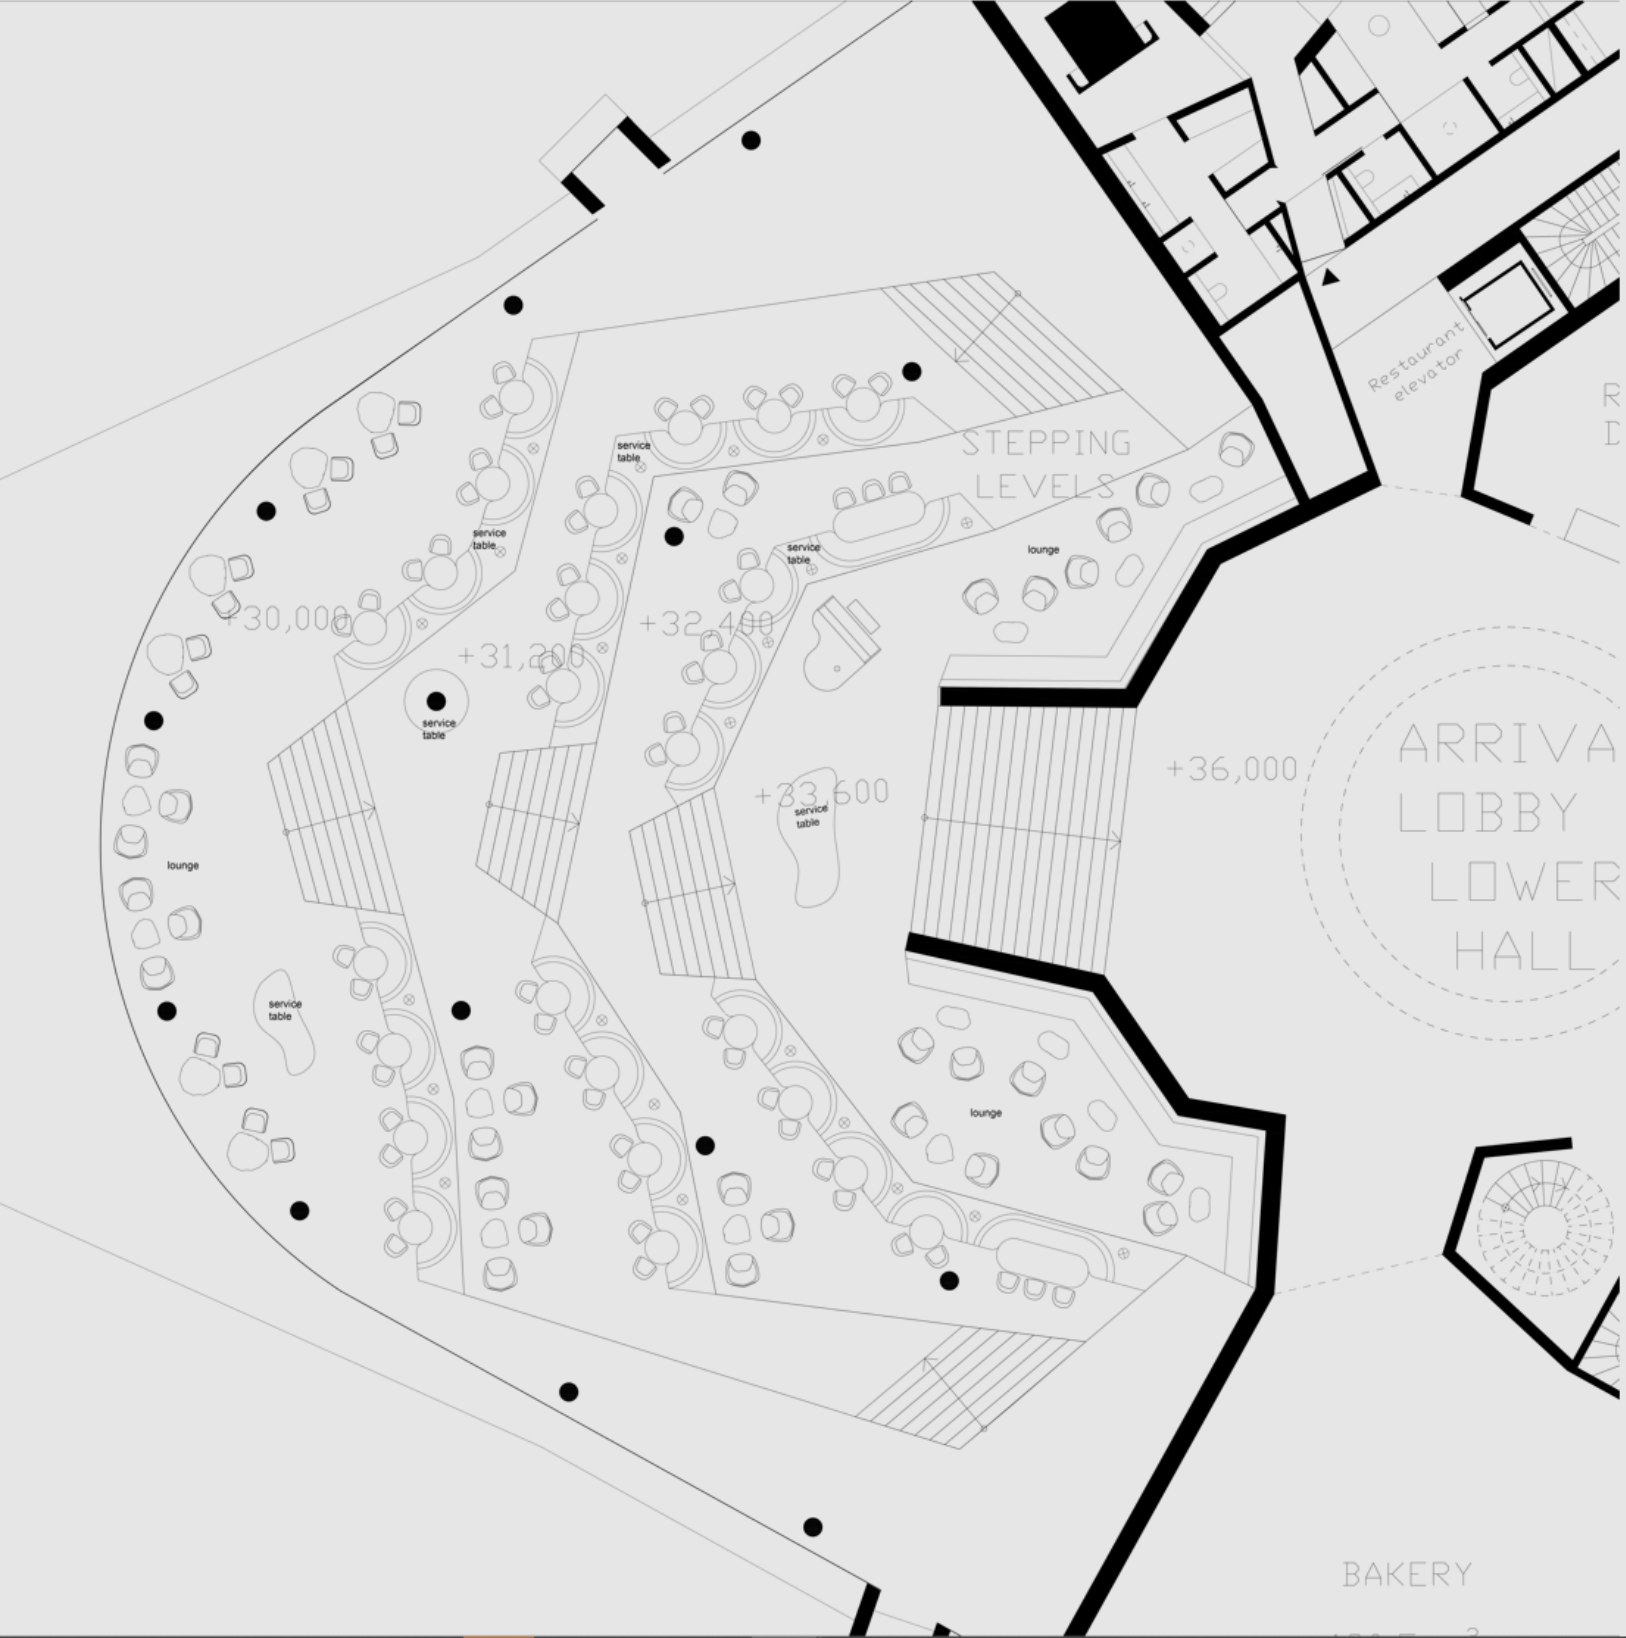 Restaurant
elevator
R
D
STEPPING
LEVELS
service
table
service
table
service
table
lounge
+30,000
+32,400
+31,200
service
table
ARRIVA
+36,000
+33,600
service
table
LOBBY
lounge
LOWER
HALL
service
table
lounge
BAKERY